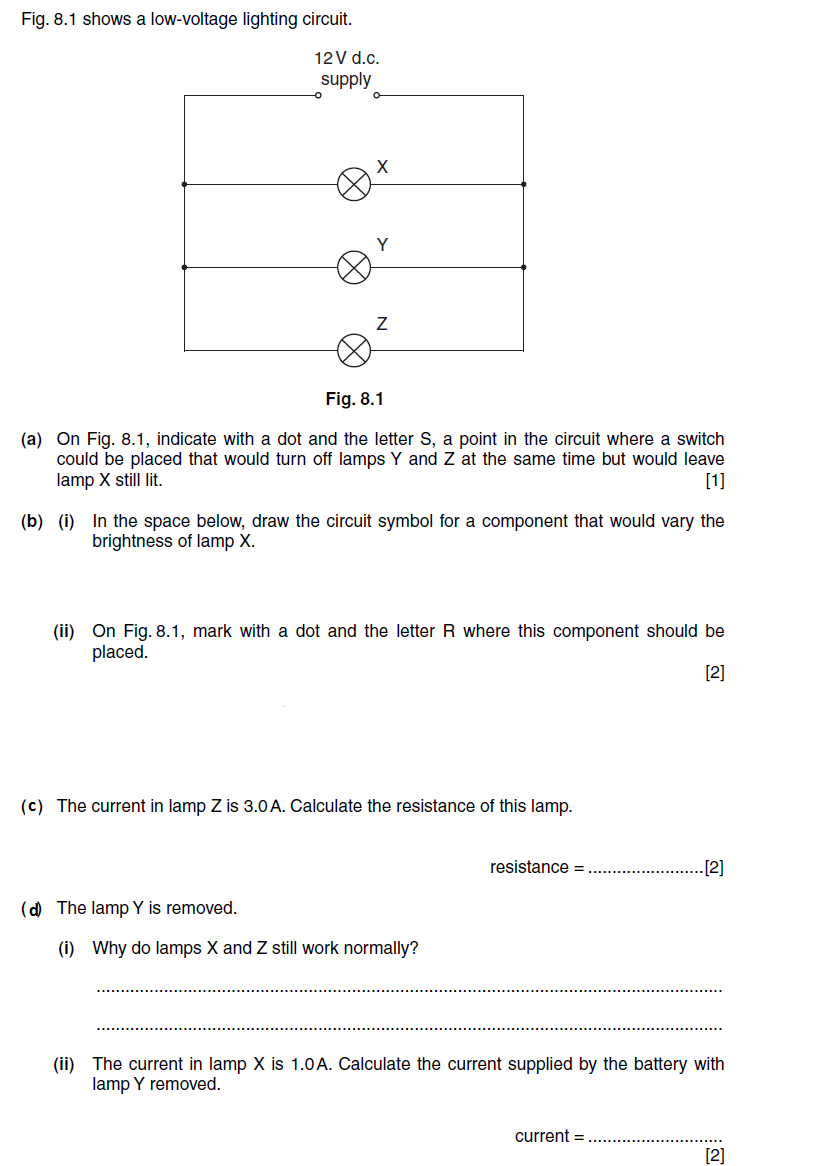 Fig. 8.1 shows a low-voltage lighting circuit.
12 V d.c.
supply
X
Y
Z
Fig. 8.1
(a) On Fig. 8.1, indicate with a dot and the letter S, a point in the circuit where a switch
could be placed that would turn off lamps Y and Z at the same time but would leave
lamp X still lit. [1]
(b) (i) In the space below, draw the circuit symbol for a component that would vary the
brightness of lamp X.
(ii) On Fig. 8.1, mark with a dot and the letter R where this component should be
placed.
[2]
(c) The current in lamp Z is 3.0 A. Calculate the resistance of this lamp.
resistance = ........................[2]
(d) The lamp Y is removed.
(i) Why do lamps X and Z still work normally?
..................................................................................................................................
..................................................................................................................................
(ii) The current in lamp X is 1.0 A. Calculate the current supplied by the battery with
lamp Y removed.
current = ............................
[2]